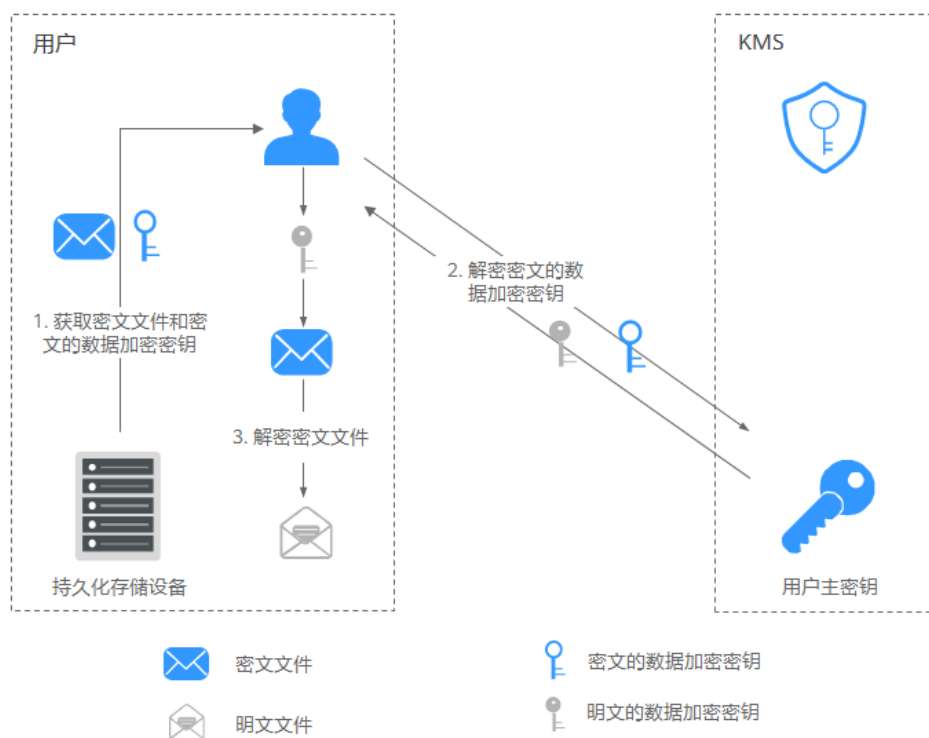 用户
KMS
2. 解密密文的数
据加密密钥
1. 获取密文文件和密
文的数据加密密钥
3. 解密密文文件
持久化存储设备
用户主密钥
密文文件
密文的数据加密密钥
明文文件
明文的数据加密密钥